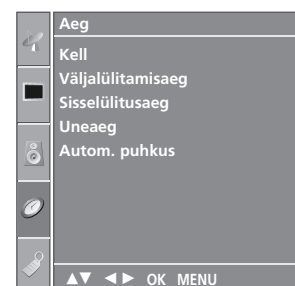 Aeg
Kell
Väljalülitamisaeg
Sisselülitusaeg
Uneaeg
Autom. puhkus
▲▼ ◄► OK MENU